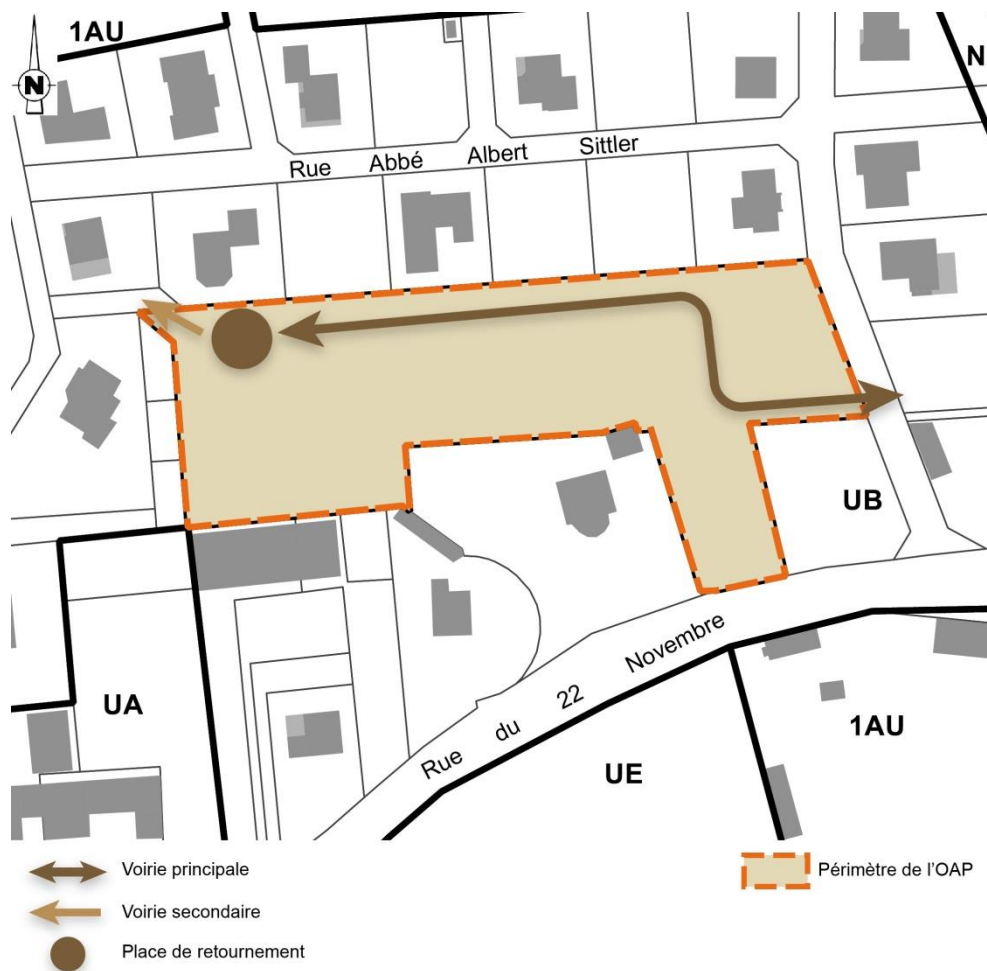 1AU
N
N
Rue Abbé Albert Sittler
UB
Rue du 22 Novembre
UA
1AU
UE
Voirie principale
Périmètre de l'OAP
Voirie secondaire
Place de retournement